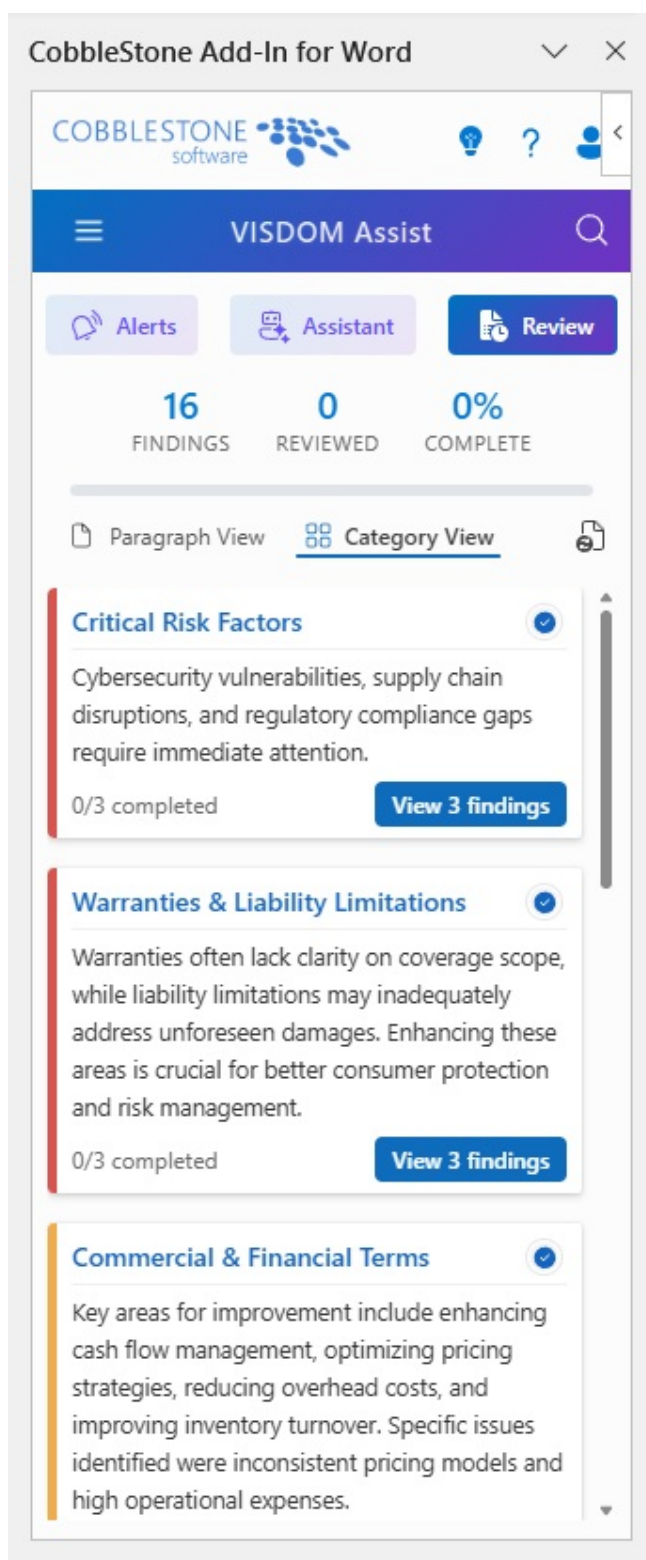 CobbleStone Add-In for Word
COBBLESTONE
software
?
VISDOM Assist
Alerts
Assistant
Review
16
0
0%
FINDINGS
REVIEWED
COMPLETE
Paragraph View
Category View
Critical Risk Factors
Cybersecurity vulnerabilities, supply chain
disruptions, and regulatory compliance gaps
require immediate attention.
0/3 completed
View 3 findings
Warranties & Liability Limitations
Warranties often lack clarity on coverage scope,
while liability limitations may inadequately
address unforeseen damages. Enhancing these
areas is crucial for better consumer protection
and risk management.
0/3 completed
View 3 findings
Commercial & Financial Terms
Key areas for improvement include enhancing
cash flow management, optimizing pricing
strategies, reducing overhead costs, and
improving inventory turnover. Specific issues
identified were inconsistent pricing models and
high operational expenses.